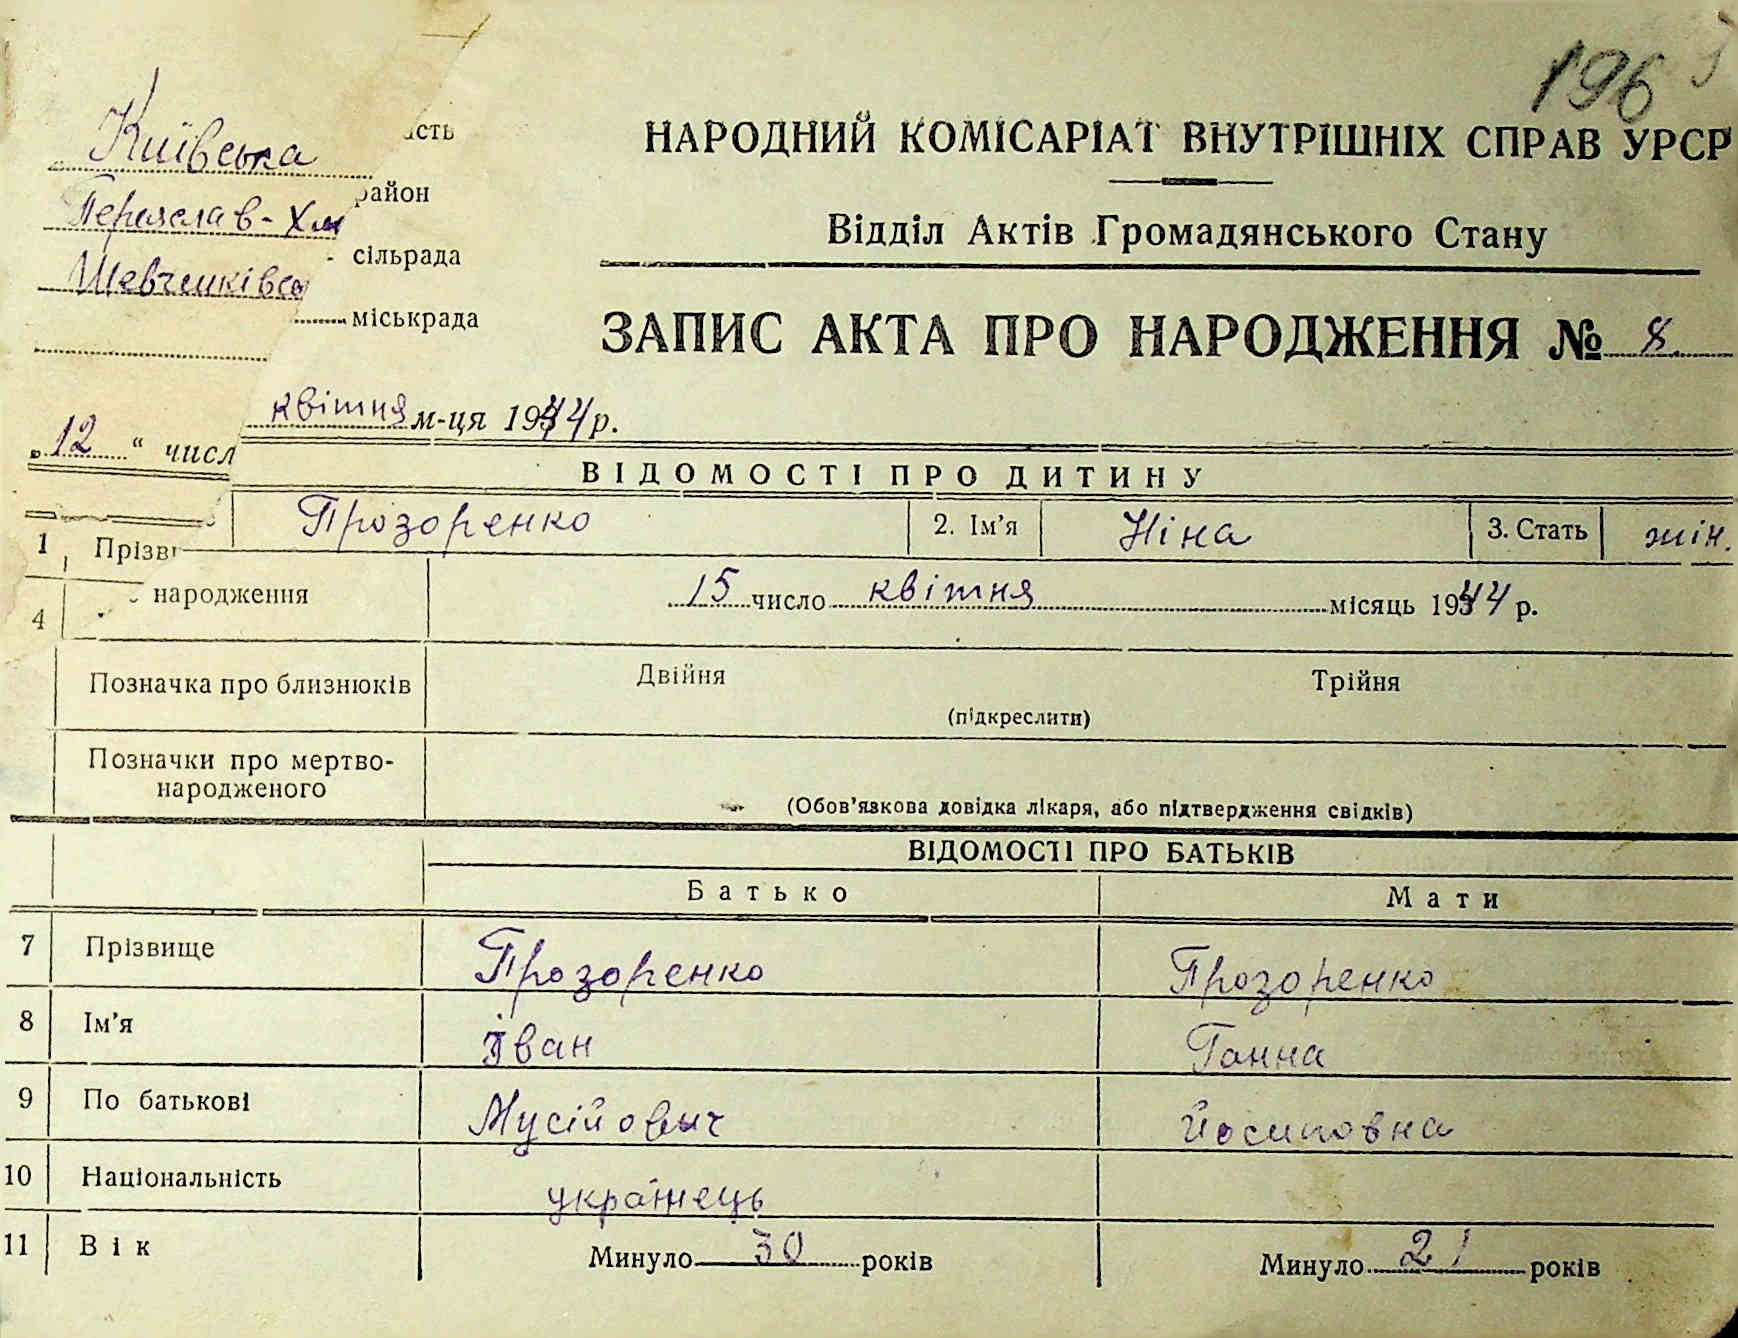 196
Київська асть
НАРОДНИЙ КОМІСАРІАТ ВНУТРІШНІХ СПРАВ УРСР
район
Переяслав-Хм
Відділ Актів Громадянського Стану
сільрада
Шевченківсь
міськрада
ЗАПИС АКТА ПРО НАРОДЖЕННЯ № 8
„12“ числ квітня м-ця 1944 р.
ВІДОМОСТІ ПРО ДИТИНУ
1 Прізв Прозоренко 2. Ім’я Ніна 3. Стать жін.
4 народження 15 число квітня місяць 1944 р.
Позначка про близнюків Двійня Трійня
(підкреслити)
Позначки про мертво-
народженого
(Обов’язкова довідка лікаря, або підтвердження свідків)
ВІДОМОСТІ ПРО БАТЬКІВ
Батько Мати
7 Прізвище Прозоренко Прозоренко
8 Ім’я Іван Ганна
9 По батькові Мусійович Йосиповна
10 Національність українець
11 Вік Минуло 30 років Минуло 21 років